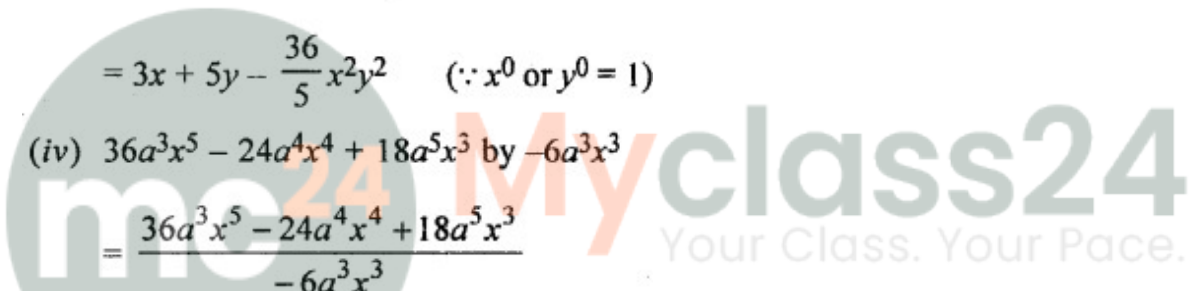 = 3x + 5y – 36/5 x²y² (∵ x⁰ or y⁰ = 1)
(iv) 36a³x⁵ – 24a⁴x⁴ + 18a⁵x³ by –6a³x³
= 36a³x⁵ – 24a⁴x⁴ + 18a⁵x³ / – 6a³x³
mc24 Myclass24
Your Class. Your Pace.